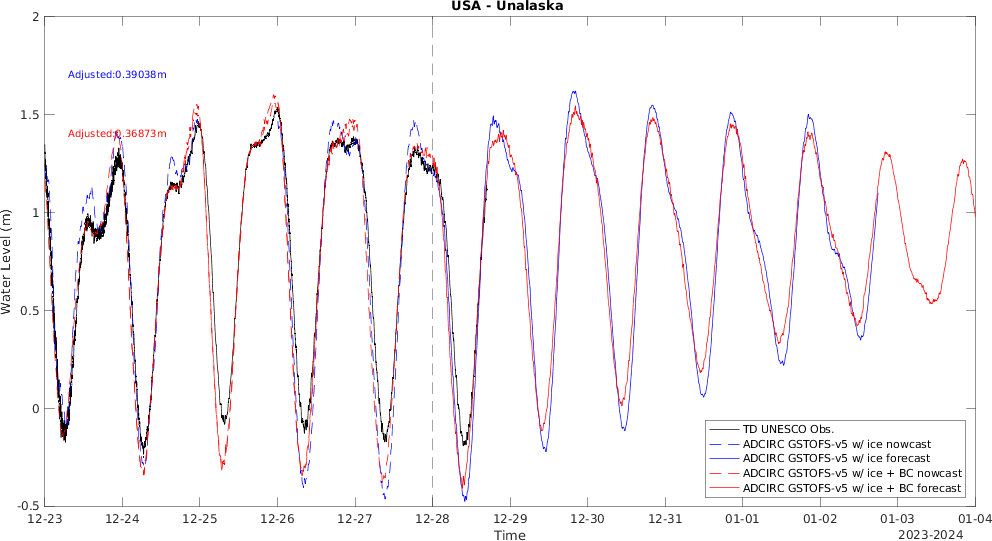 USA - Unalaska
2
Adjusted:0.39038m
1.5
Adjusted:0.36873m
1
Water Level (m)
0.5
0
-0.5
TD UNESCO Obs.
ADCIRC GSTOFS-v5 w/ ice nowcast
ADCIRC GSTOFS-v5 w/ ice forecast
ADCIRC GSTOFS-v5 w/ ice + BC nowcast
ADCIRC GSTOFS-v5 w/ ice + BC forecast
12-23 12-24 12-25 12-26 12-27 12-28 12-29 12-30 12-31 01-01 01-02 01-03 01-04
Time
2023-2024